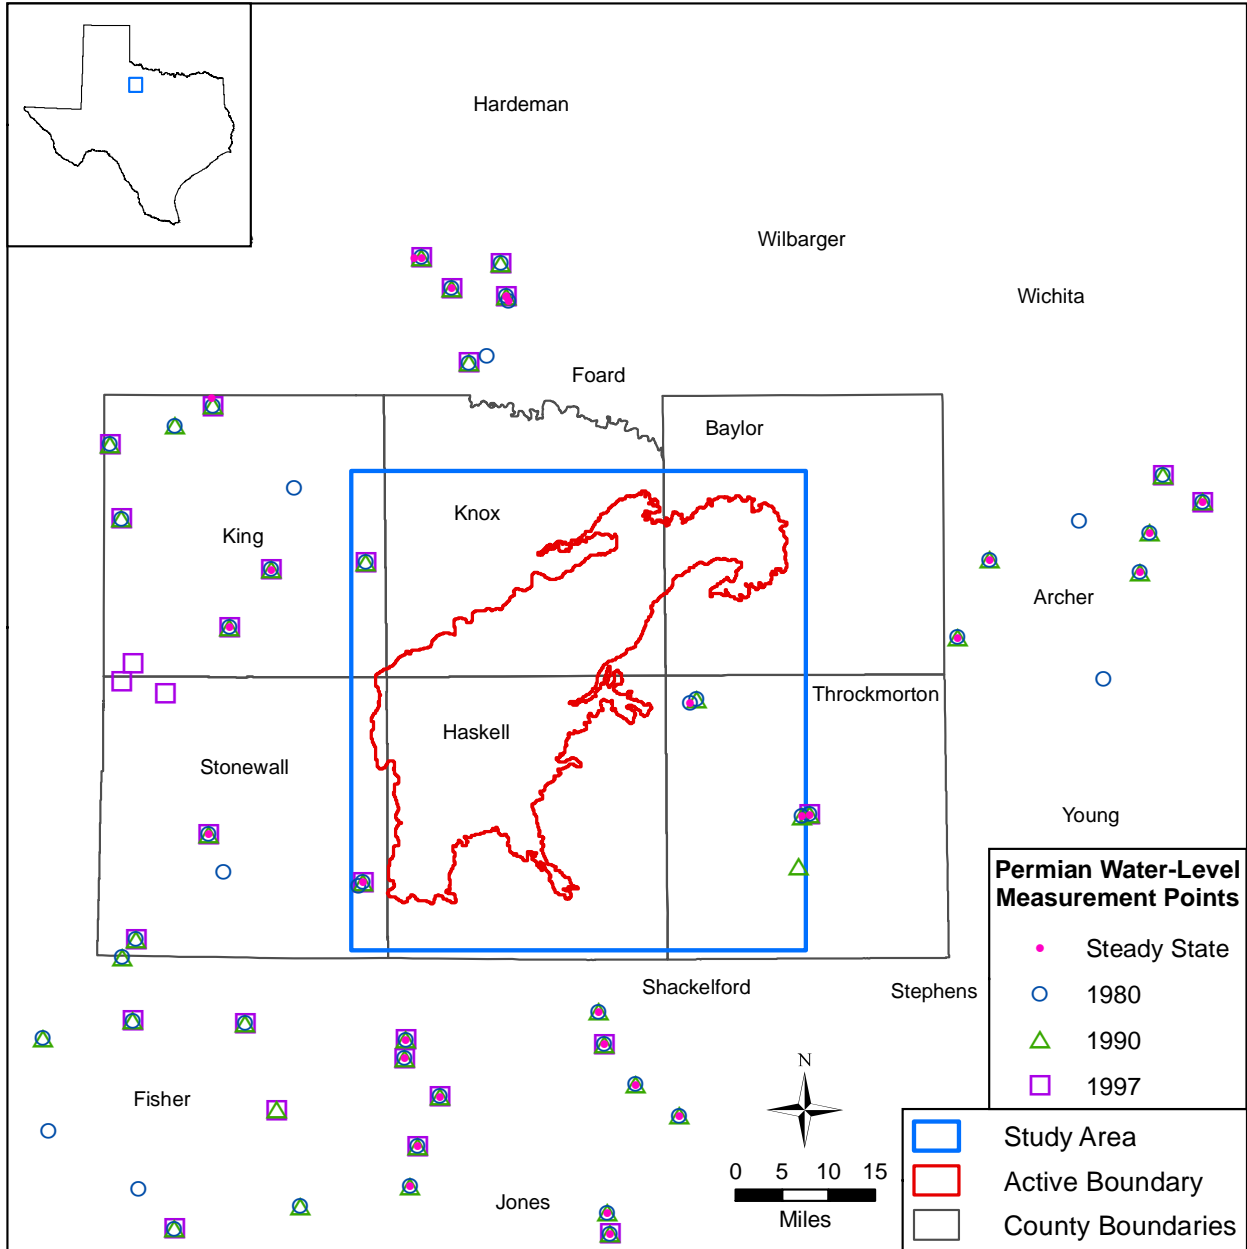 Hardeman
Wilbarger
Wichita
Foard
Baylor
Knox
King
Archer
Throckmorton
Haskell
Stonewall
Young
Permian Water-Level
Measurement Points
Steady State
1980
1990
1997
Shackelford
Stephens
Fisher
Jones
N
0 5 10 15
Miles
Study Area
Active Boundary
County Boundaries